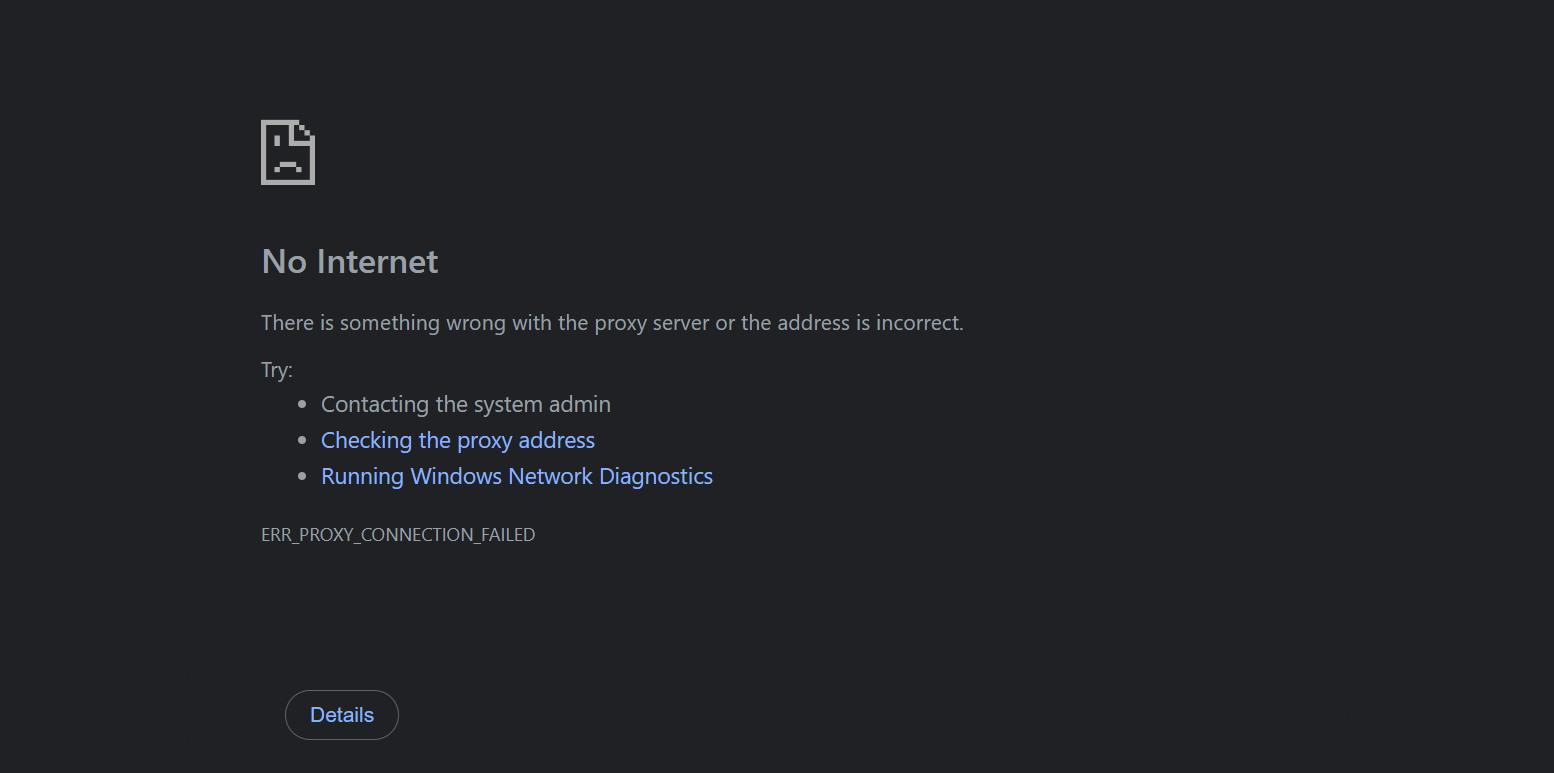 No Internet
There is something wrong with the proxy server or the address is incorrect.
Try:
Contacting the system admin
Checking the proxy address
Running Windows Network Diagnostics
ERR_PROXY_CONNECTION_FAILED
Details